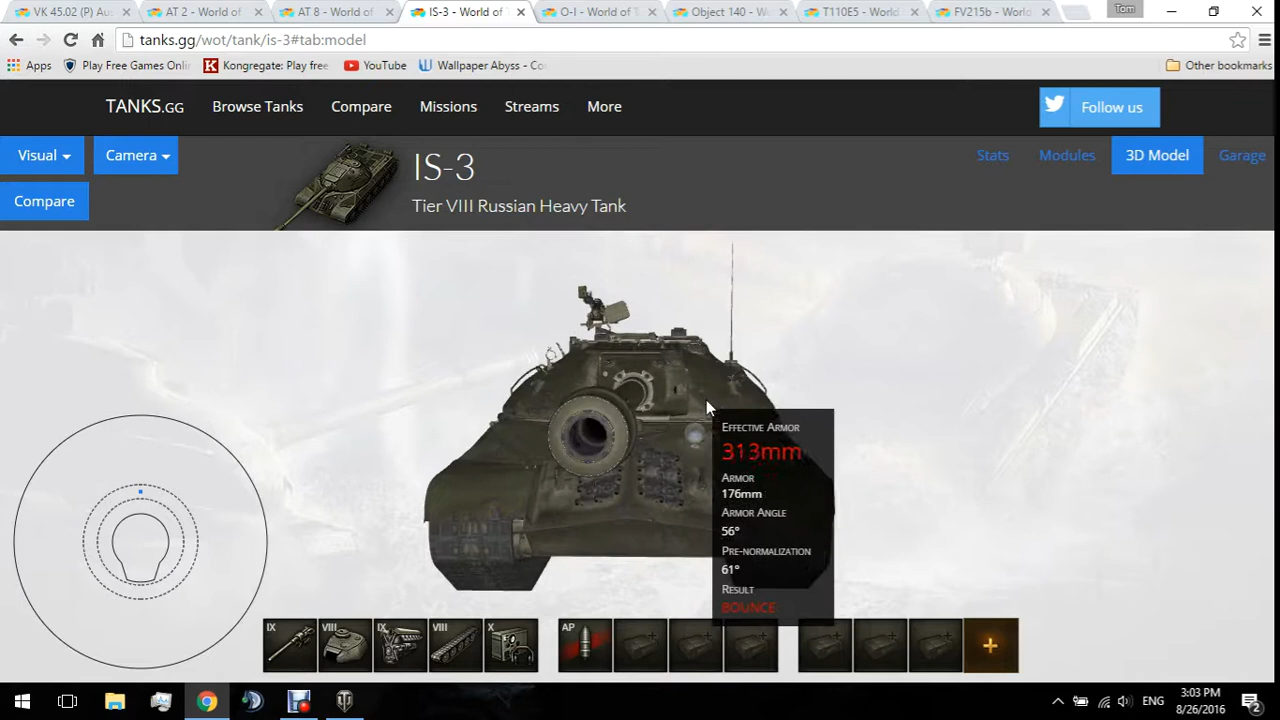 VK 45.02 (P) Aus
AT 2 - World of
AT 8 - World of
IS-3 - World of T
O-I - World of T
Object 140 - Wo
T110E5 - World
FV215b - World
Tom
tanks.gg/wot/tank/is-3#tab:model
Apps
Play Free Games Onli
Kongregate: Play free
YouTube
Wallpaper Abyss - Co
Other bookmarks
TANKS.GG
Browse Tanks
Compare
Missions
Streams
More
Follow us
Visual
Camera
Compare
IS-3
Tier VIII Russian Heavy Tank
Stats
Modules
3D Model
Garage
EFFECTIVE ARMOR
313mm
ARMOR
176mm
ARMOR ANGLE
56°
PRE-NORMALIZATION
61°
RESULT
BOUNCE
IX
VIII
IX
VIII
X
AP
ENG
3:03 PM
8/26/2016
2